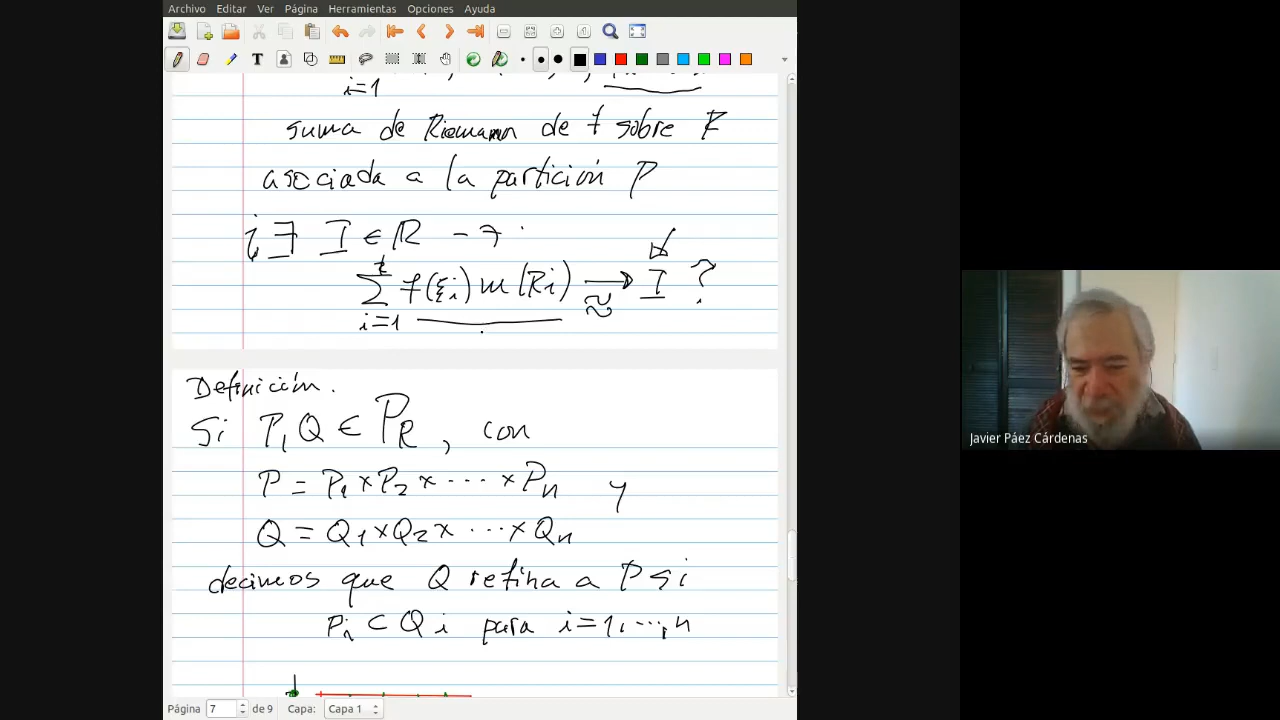 Archivo Editar Ver Página Herramientas Opciones Ayuda
i=1
suma de Riemann de f sobre R
asociada a la partición P
¿∃ I ∈ ℝ
∑ f(ξi) m(Ri) → I ?
i=1
Definición.
Si P, Q ∈ P_R, con
P = P1 × P2 × ··· × Pn y
Q = Q1 × Q2 × ··· × Qn
decimos que Q refina a P si
Pi ⊂ Qi para i=1, ···, n
Javier Páez Cárdenas
Página 7 de 9 Capa: Capa 1